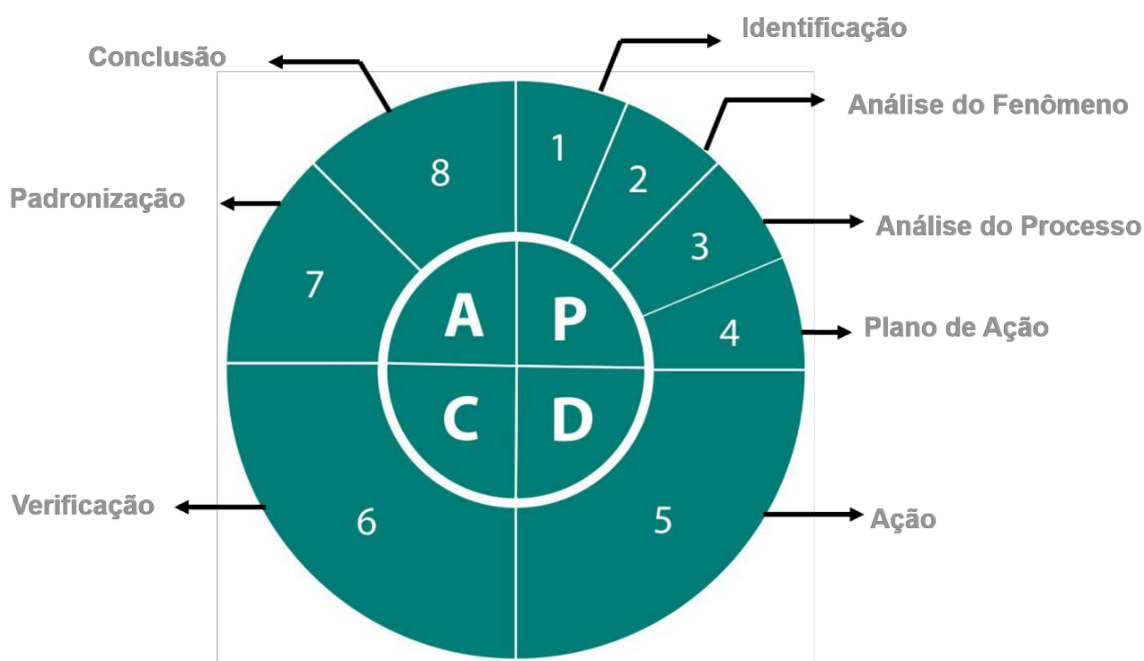 Identificação
Conclusão
Análise do Fenômeno
1
2
8
Padronização
Análise do Processo
3
7
A
P
Plano de Ação
4
C
D
Verificação
6
5
Ação